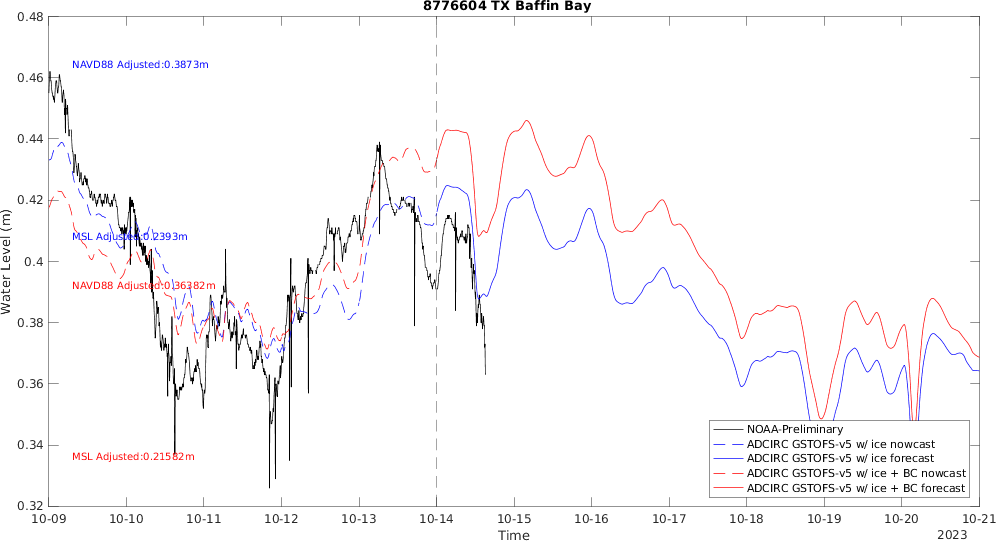 8776604 TX Baffin Bay
Water Level (m)
0.48
0.46
0.44
0.42
0.4
0.38
0.36
0.34
0.32
NAVD88 Adjusted:0.3873m
MSL Adjusted:0.2393m
NAVD88 Adjusted:0.36382m
MSL Adjusted:0.21582m
NOAA-Preliminary
ADCIRC GSTOFS-v5 w/ ice nowcast
ADCIRC GSTOFS-v5 w/ ice forecast
ADCIRC GSTOFS-v5 w/ ice + BC nowcast
ADCIRC GSTOFS-v5 w/ ice + BC forecast
10-09 10-10 10-11 10-12 10-13 10-14 10-15 10-16 10-17 10-18 10-19 10-20 10-21
Time
2023